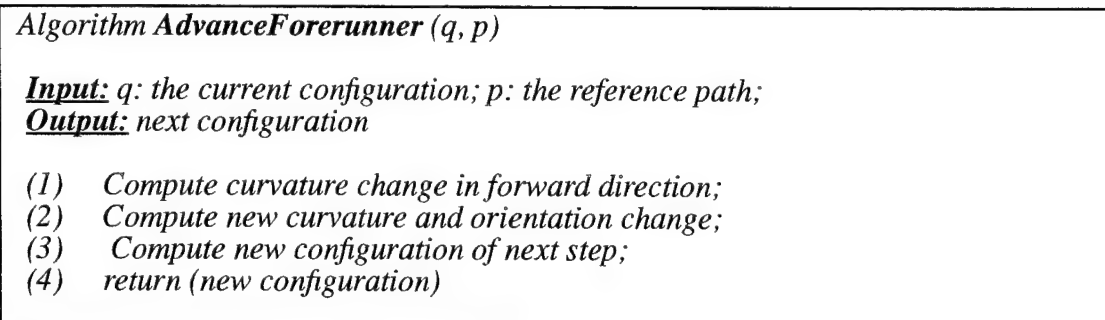 Algorithm AdvanceForerunner (q, p)
Input: q: the current configuration; p: the reference path;
Output: next configuration
(1) Compute curvature change in forward direction;
(2) Compute new curvature and orientation change;
(3) Compute new configuration of next step;
(4) return (new configuration)